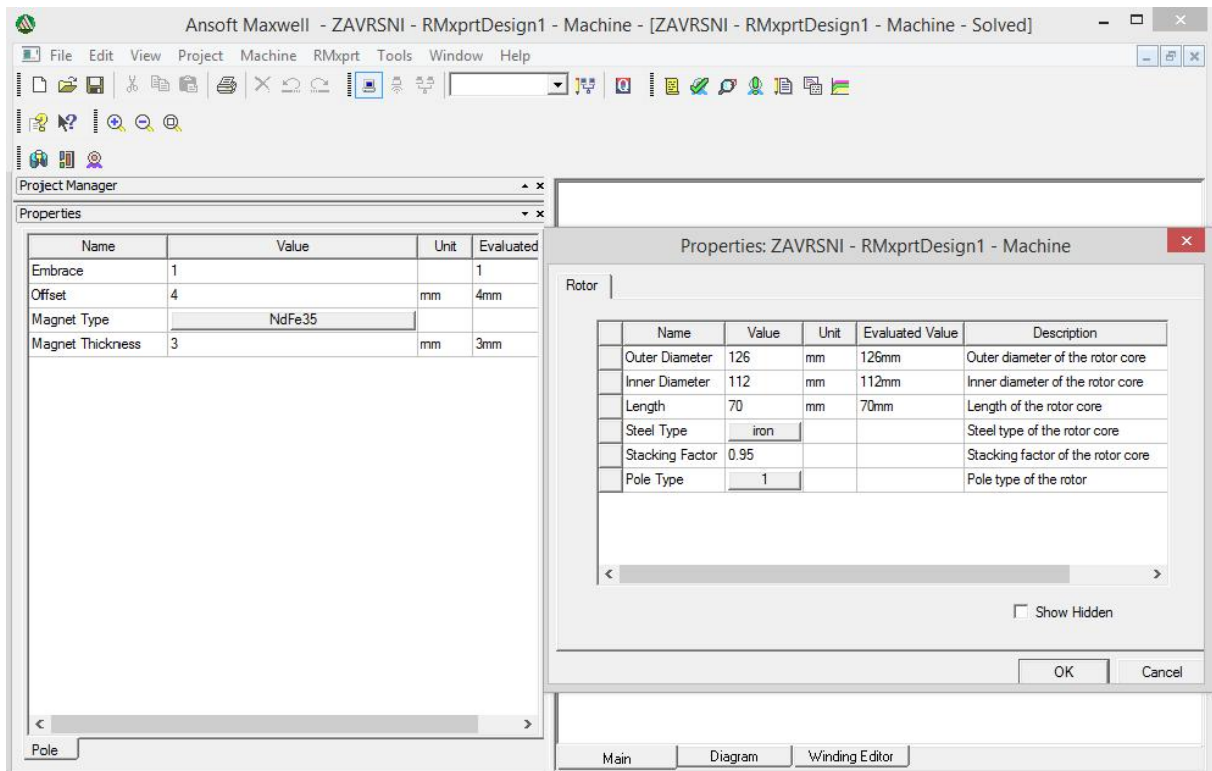 Ansoft Maxwell - ZAVRSNI - RMxprtDesign1 - Machine - [ZAVRSNI - RMxprtDesign1 - Machine - Solved]
File Edit View Project Machine RMxprt Tools Window Help
Project Manager
Properties
Name Value Unit Evaluated
Embrace 1 1
Offset 4 mm 4mm
Magnet Type NdFe35
Magnet Thickness 3 mm 3mm
Pole
Properties: ZAVRSNI - RMxprtDesign1 - Machine
Rotor
Name Value Unit Evaluated Value Description
Outer Diameter 126 mm 126mm Outer diameter of the rotor core
Inner Diameter 112 mm 112mm Inner diameter of the rotor core
Length 70 mm 70mm Length of the rotor core
Steel Type iron Steel type of the rotor core
Stacking Factor 0.95 Stacking factor of the rotor core
Pole Type 1 Pole type of the rotor
Show Hidden
OK Cancel
Main Diagram Winding Editor